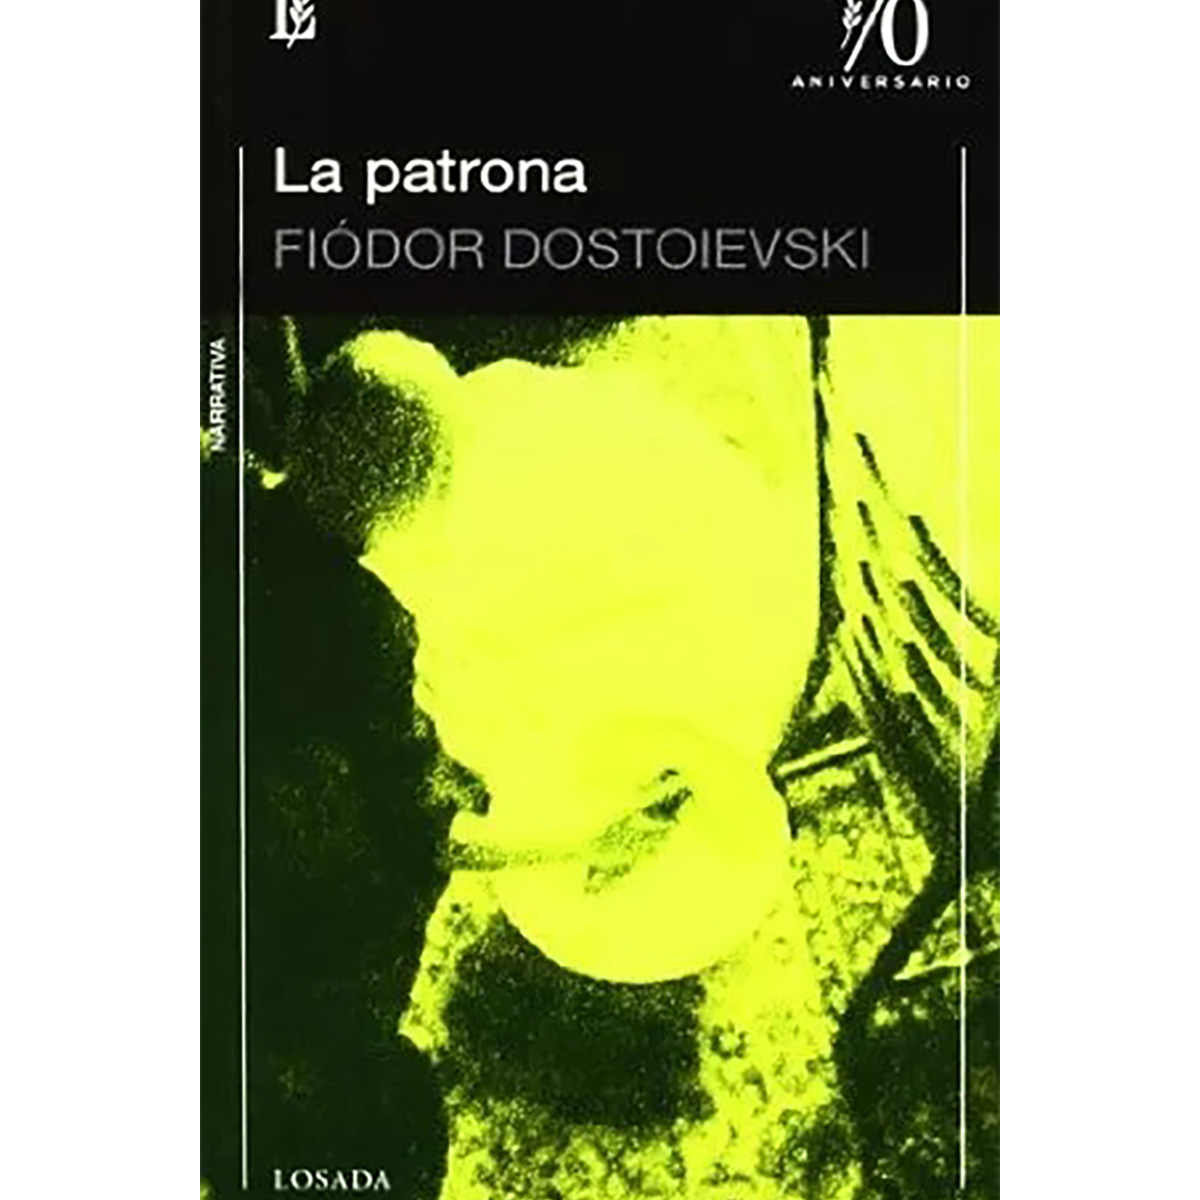 70
ANIVERSARIO
La patrona
FIÓDOR DOSTOIEVSKI
NARRATIVA
LOSADA